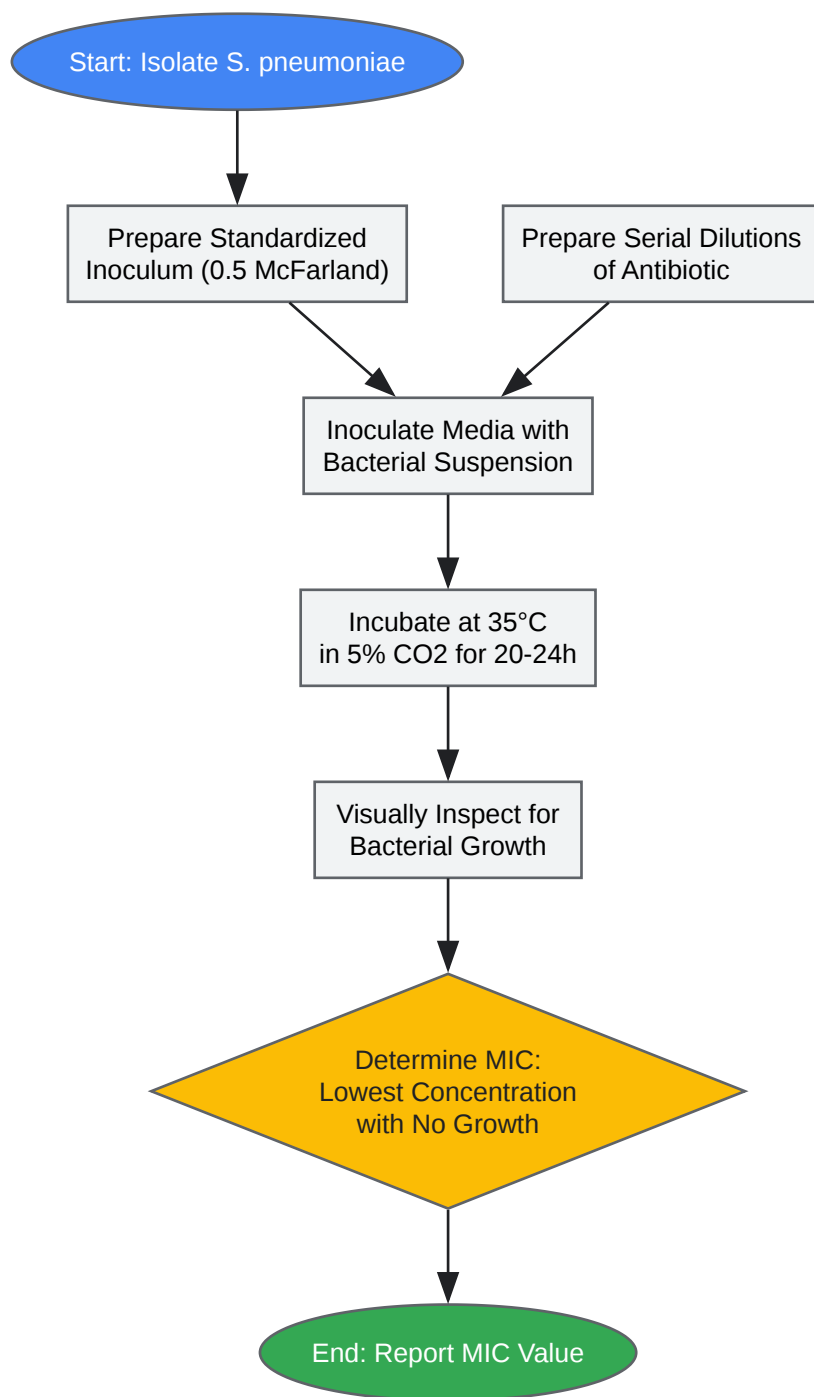 Start: Isolate S. pneumoniae
Prepare Standardized
Inoculum (0.5 McFarland)
Prepare Serial Dilutions
of Antibiotic
Inoculate Media with
Bacterial Suspension
Incubate at 35°C
in 5% CO2 for 20-24h
Visually Inspect for
Bacterial Growth
Determine MIC:
Lowest Concentration
with No Growth
End: Report MIC Value